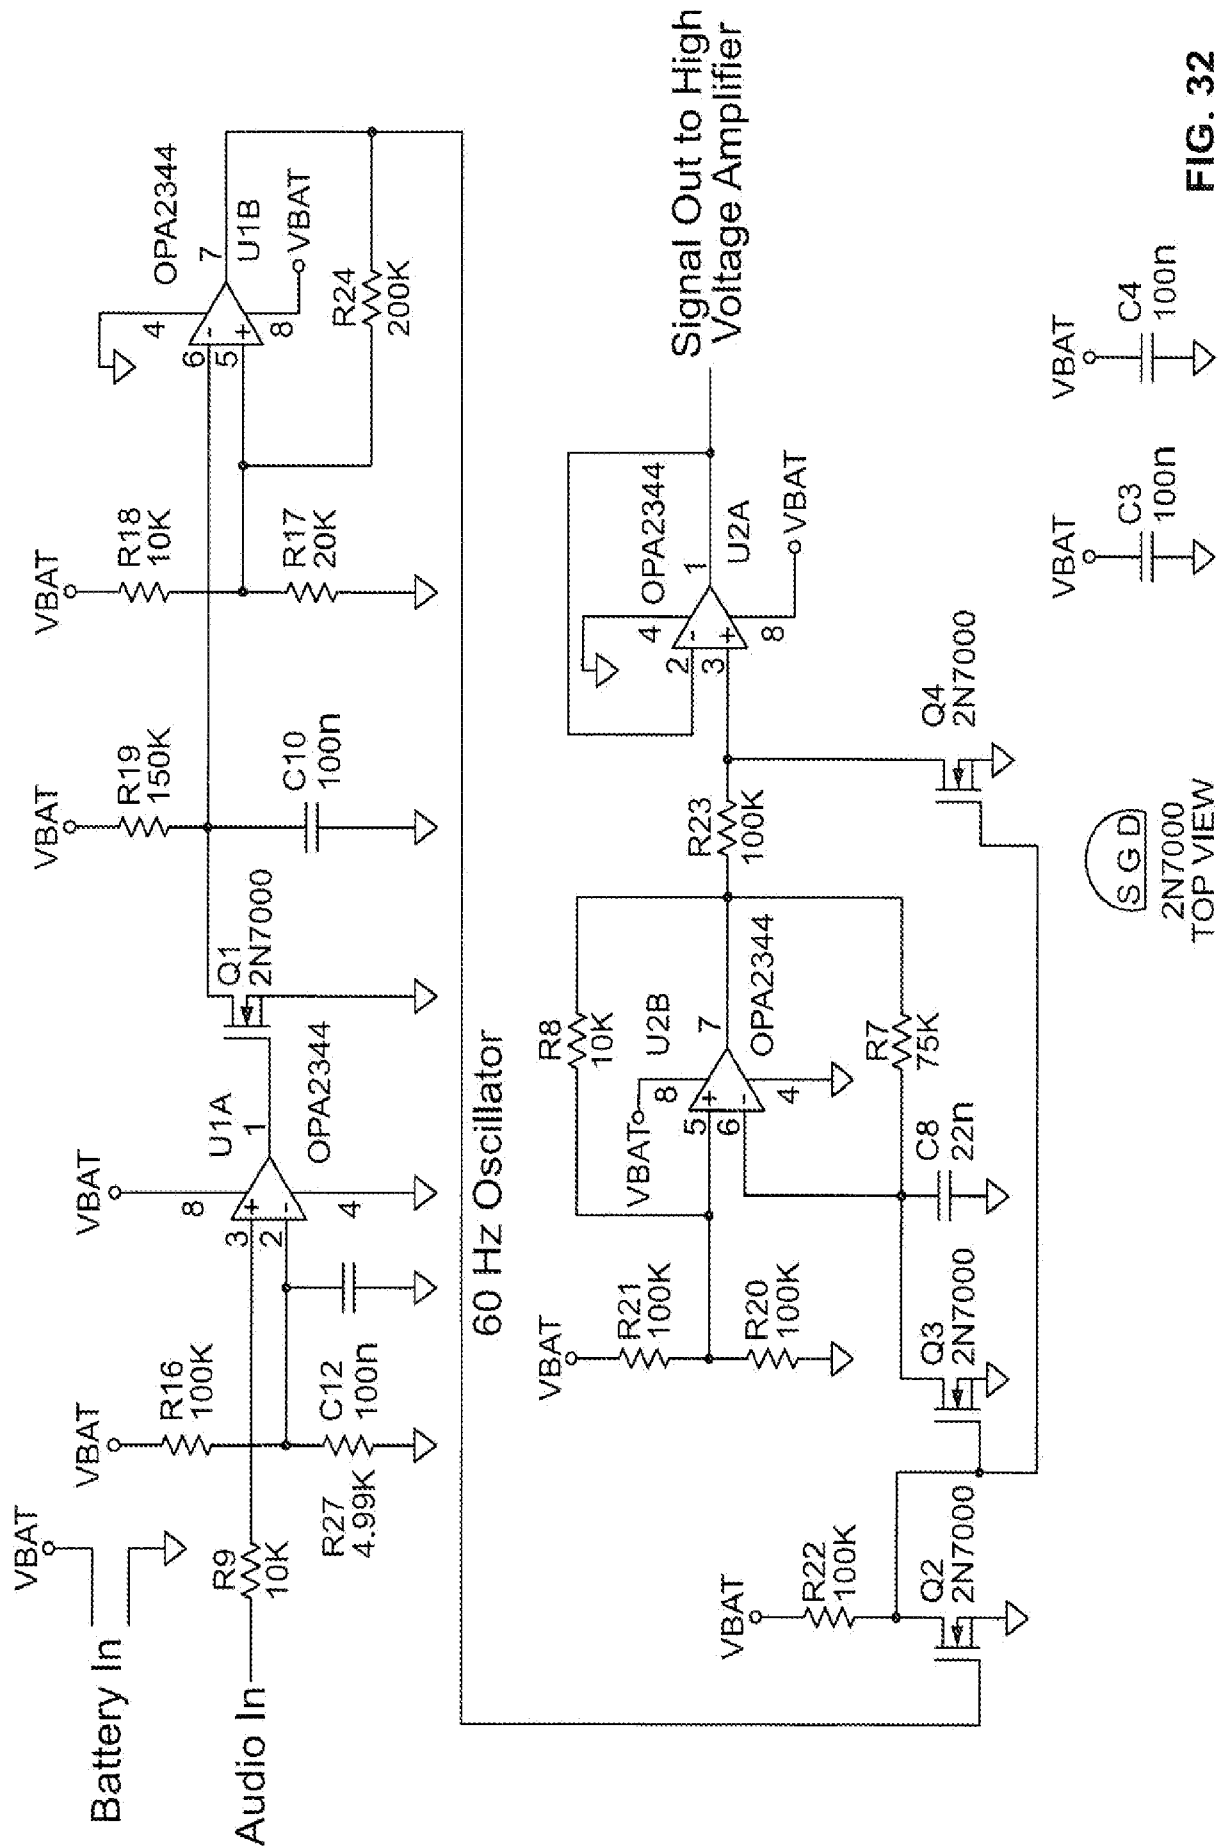 Battery In
VBAT
Audio In
R9
10K
VBAT
R16
100K
R27
4.99K
C12
100n
VBAT
8
3
2
+
-
4
U1A
1
OPA2344
Q1
2N7000
VBAT
R19
150K
C10
100n
VBAT
R18
10K
R17
20K
4
6
5
-
+
8
OPA2344
7
U1B
VBAT
R24
200K
60 Hz Oscillator
VBAT
R22
100K
Q2
2N7000
VBAT
R21
100K
R20
100K
Q3
2N7000
C8
22n
R8
10K
VBAT
8
5
6
+
-
4
U2B
7
OPA2344
R7
75K
R23
100K
Q4
2N7000
4
2
3
-
+
8
OPA2344
1
U2A
VBAT
Signal Out to High
Voltage Amplifier
S G D
2N7000
TOP VIEW
VBAT
C3
100n
VBAT
C4
100n
FIG. 32